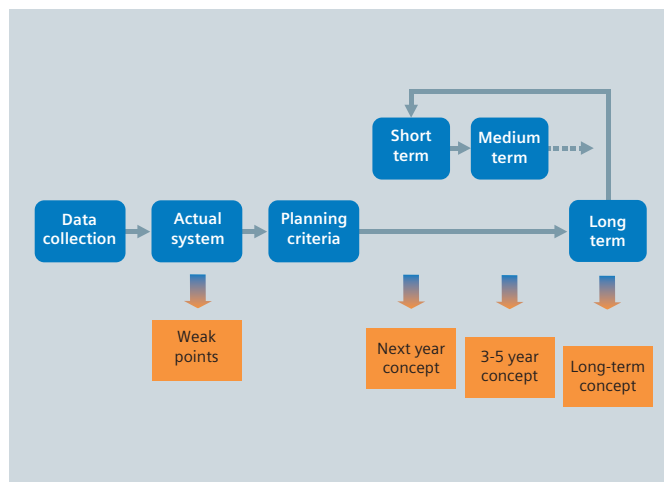 Short
term
Medium
term
Data
collection
Actual
system
Planning
criteria
Long
term
Weak
points
Next year
concept
3-5 year
concept
Long-term
concept